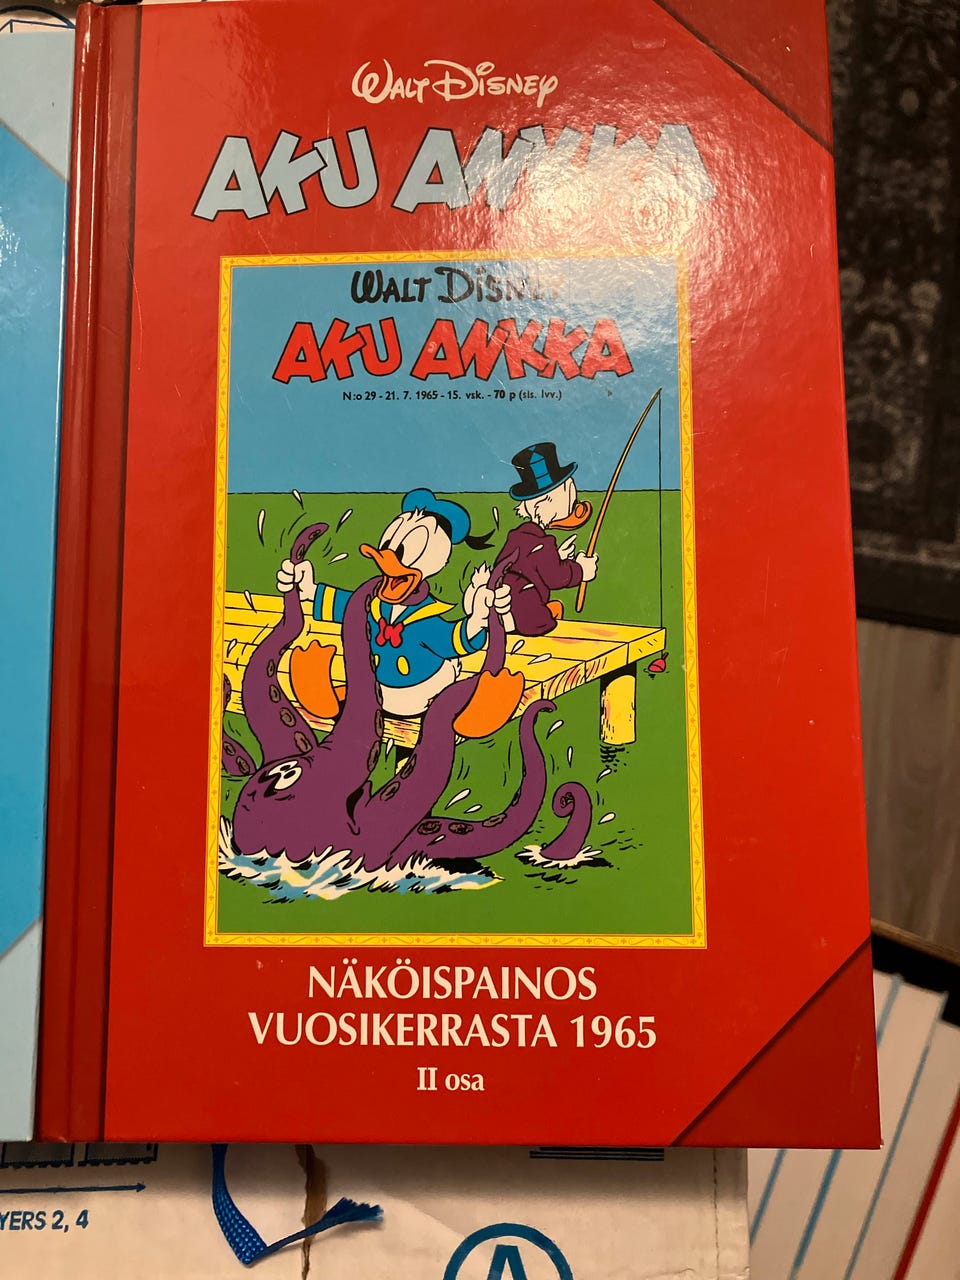 WALT DISNEY
AKU ANKKA
WALT DISNEY
AKU ANKKA
N:o 29 - 21. 7. 1965 - 15. vsk. - 70 p (sis. lvv.)
NÄKÖISPAINOS
VUOSIKERRASTA 1965
II osa
YERS 2, 4
A